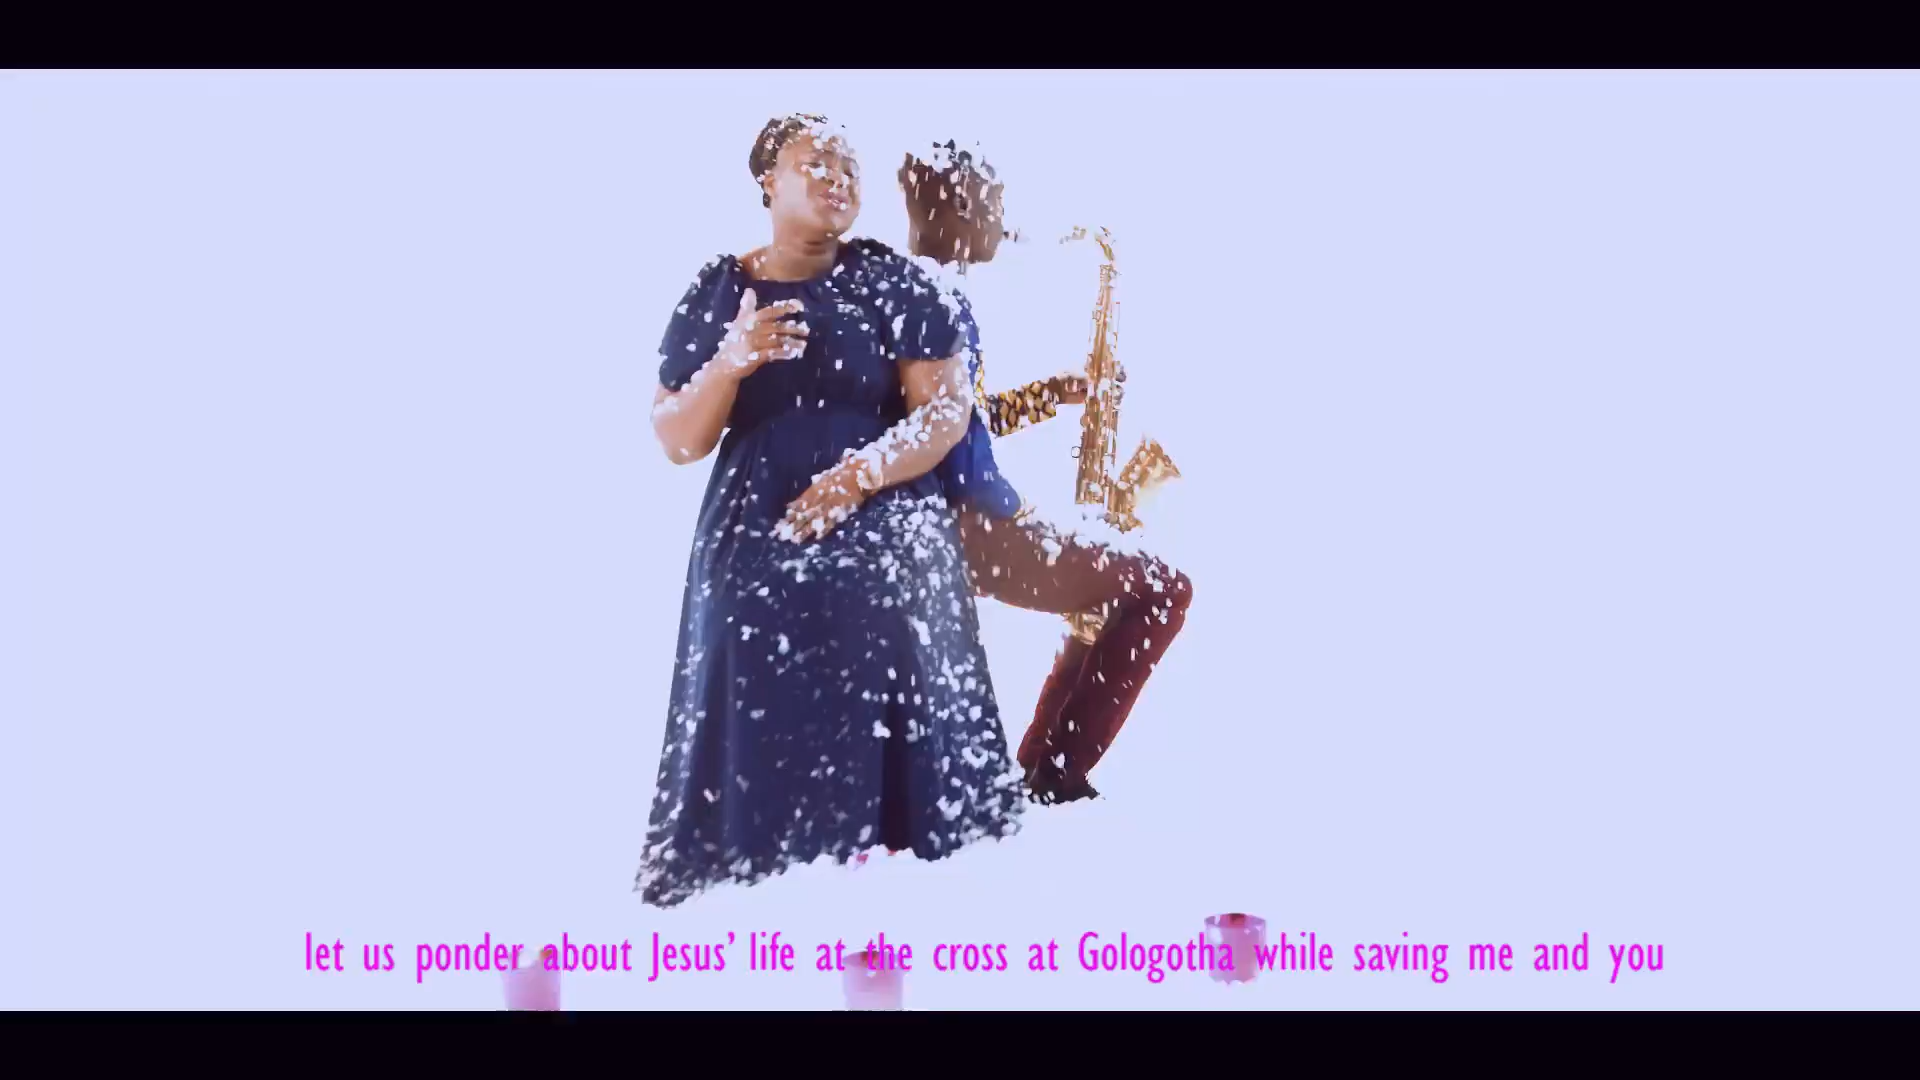 let us ponder about Jesus’ life at the cross at Gologotha while saving me and you